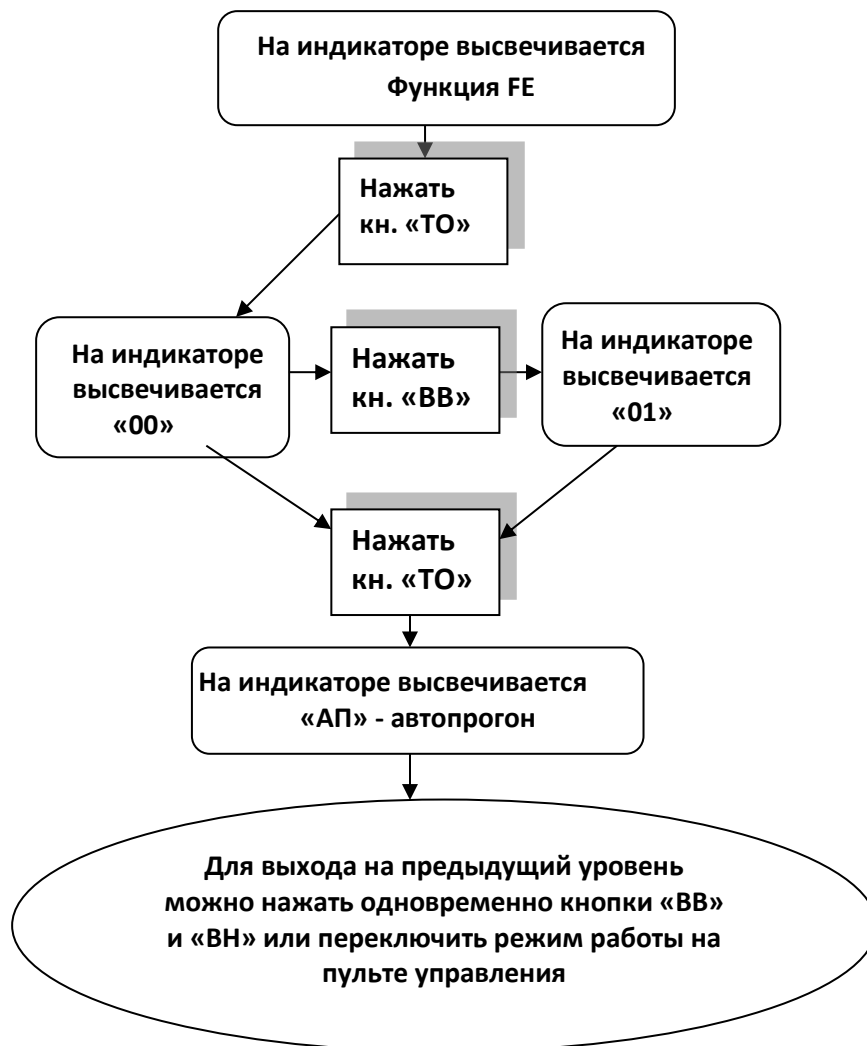 На индикаторе высвечивается
Функция FE
Нажать
кн. «ТО»
На индикаторе
высвечивается
«00»
Нажать
кн. «ВВ»
На индикаторе
высвечивается
«01»
Нажать
кн. «ТО»
На индикаторе высвечивается
«АП» - автопрогон
Для выхода на предыдущий уровень
можно нажать одновременно кнопки «ВВ»
и «ВН» или переключить режим работы на
пульте управления